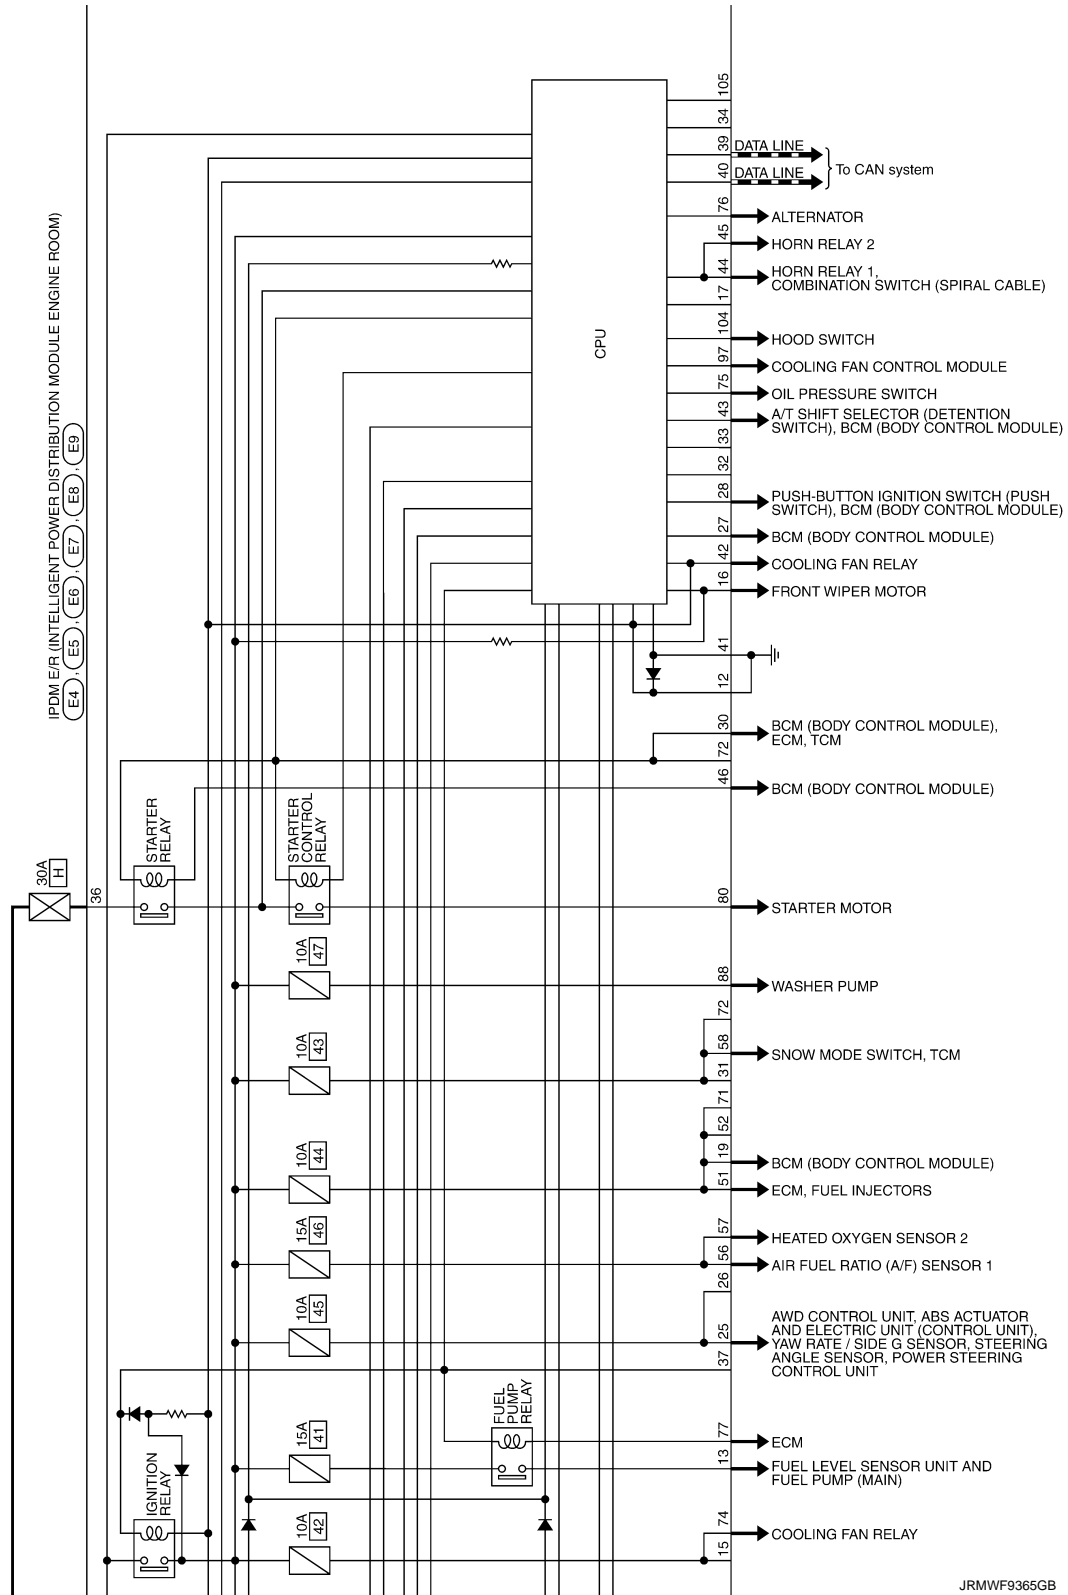 105
34
39
DATA LINE
40
DATA LINE
To CAN system
76
ALTERNATOR
45
HORN RELAY 2
44
HORN RELAY 1,
COMBINATION SWITCH (SPIRAL CABLE)
17
104
HOOD SWITCH
97
COOLING FAN CONTROL MODULE
75
OIL PRESSURE SWITCH
43
A/T SHIFT SELECTOR (DETENTION
SWITCH), BCM (BODY CONTROL MODULE)
33
32
28
PUSH-BUTTON IGNITION SWITCH (PUSH
SWITCH), BCM (BODY CONTROL MODULE)
27
BCM (BODY CONTROL MODULE)
42
COOLING FAN RELAY
16
FRONT WIPER MOTOR
CPU
IPDM E/R (INTELLIGENT POWER DISTRIBUTION MODULE ENGINE ROOM)
E4 , E5 , E6 , E7 , E8 , E9
41
12
30
BCM (BODY CONTROL MODULE),
ECM, TCM
72
46
BCM (BODY CONTROL MODULE)
STARTER
RELAY
STARTER
CONTROL
RELAY
30A
H
36
80
STARTER MOTOR
10A
47
88
WASHER PUMP
10A
43
72
58
SNOW MODE SWITCH, TCM
31
71
52
10A
44
19
BCM (BODY CONTROL MODULE)
51
ECM, FUEL INJECTORS
15A
46
57
HEATED OXYGEN SENSOR 2
56
AIR FUEL RATIO (A/F) SENSOR 1
26
10A
45
25
AWD CONTROL UNIT, ABS ACTUATOR
AND ELECTRIC UNIT (CONTROL UNIT),
YAW RATE / SIDE G SENSOR, STEERING
ANGLE SENSOR, POWER STEERING
CONTROL UNIT
37
FUEL
PUMP
RELAY
15A
41
77
ECM
13
FUEL LEVEL SENSOR UNIT AND
FUEL PUMP (MAIN)
IGNITION
RELAY
10A
42
74
COOLING FAN RELAY
15
JRMWF9365GB